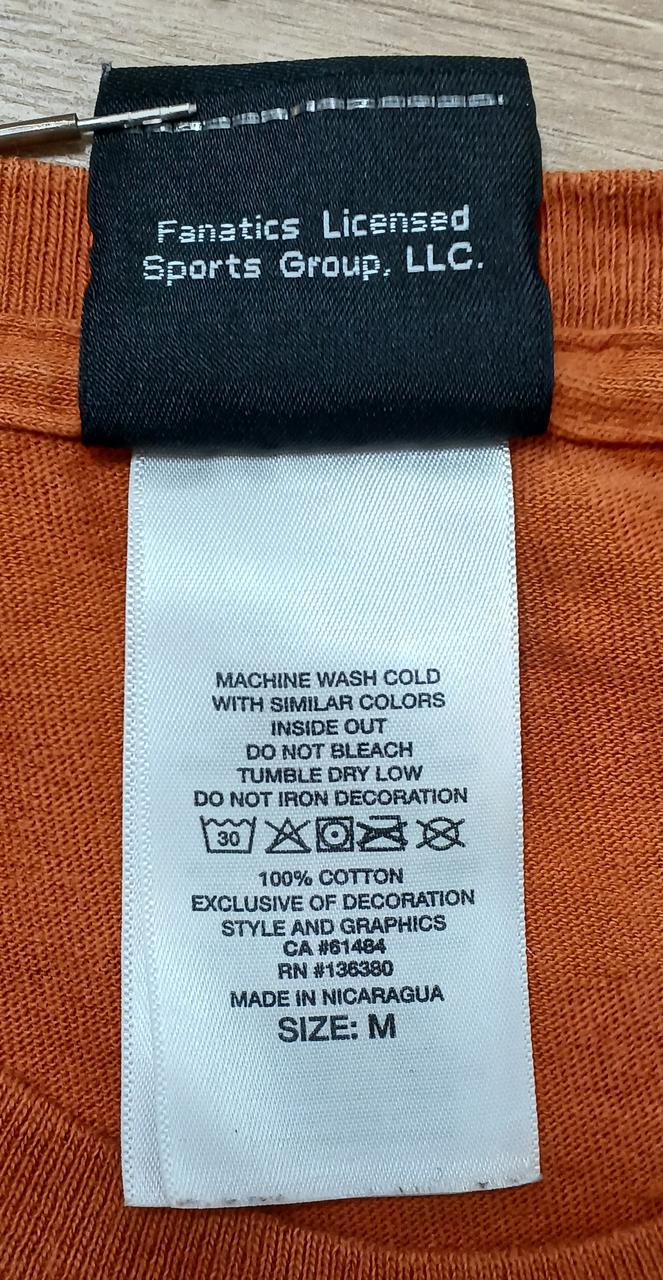 Fanatics Licensed
Sports Group, LLC.
MACHINE WASH COLD
WITH SIMILAR COLORS
INSIDE OUT
DO NOT BLEACH
TUMBLE DRY LOW
DO NOT IRON DECORATION
30
100% COTTON
EXCLUSIVE OF DECORATION
STYLE AND GRAPHICS
CA #61484
RN #136380
MADE IN NICARAGUA
SIZE: M